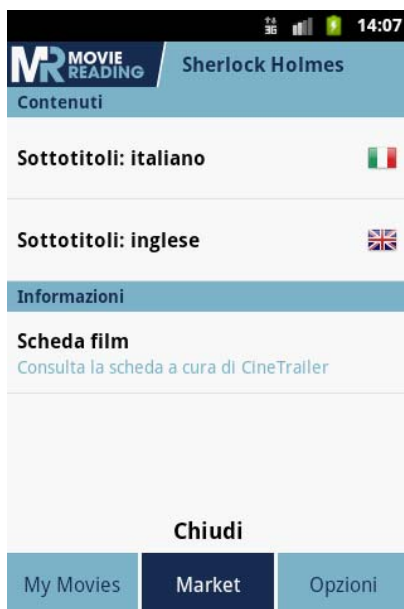 3G 14:07
MOVIE READING Sherlock Holmes
Contenuti
Sottotitoli: italiano
Sottotitoli: inglese
Informazioni
Scheda film
Consulta la scheda a cura di CineTrailer
Chiudi
My Movies Market Opzioni